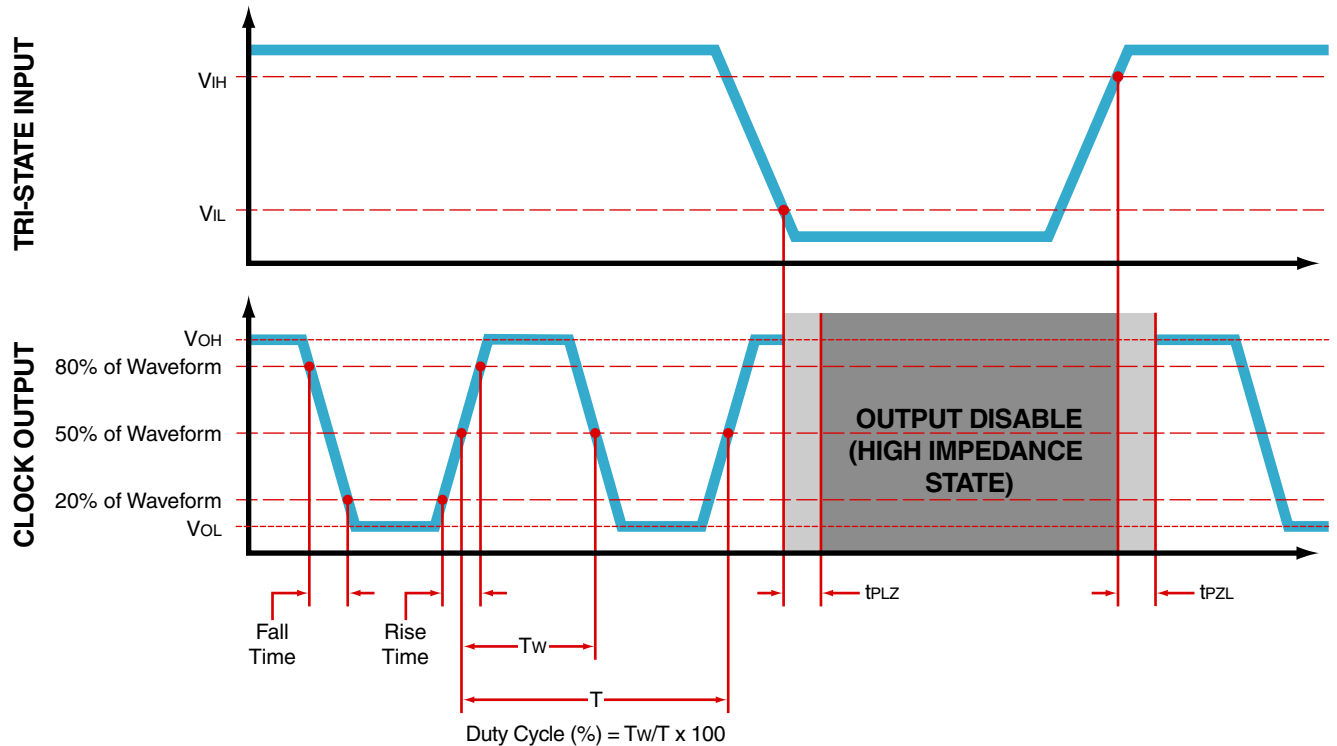 TRI-STATE INPUT
VIH
VIL
CLOCK OUTPUT
VOH
80% of Waveform
50% of Waveform
20% of Waveform
VOL
OUTPUT DISABLE
(HIGH IMPEDANCE
STATE)
tPLZ
tPZL
Fall
Time
Rise
Time
TW
T
Duty Cycle (%) = TW/T x 100